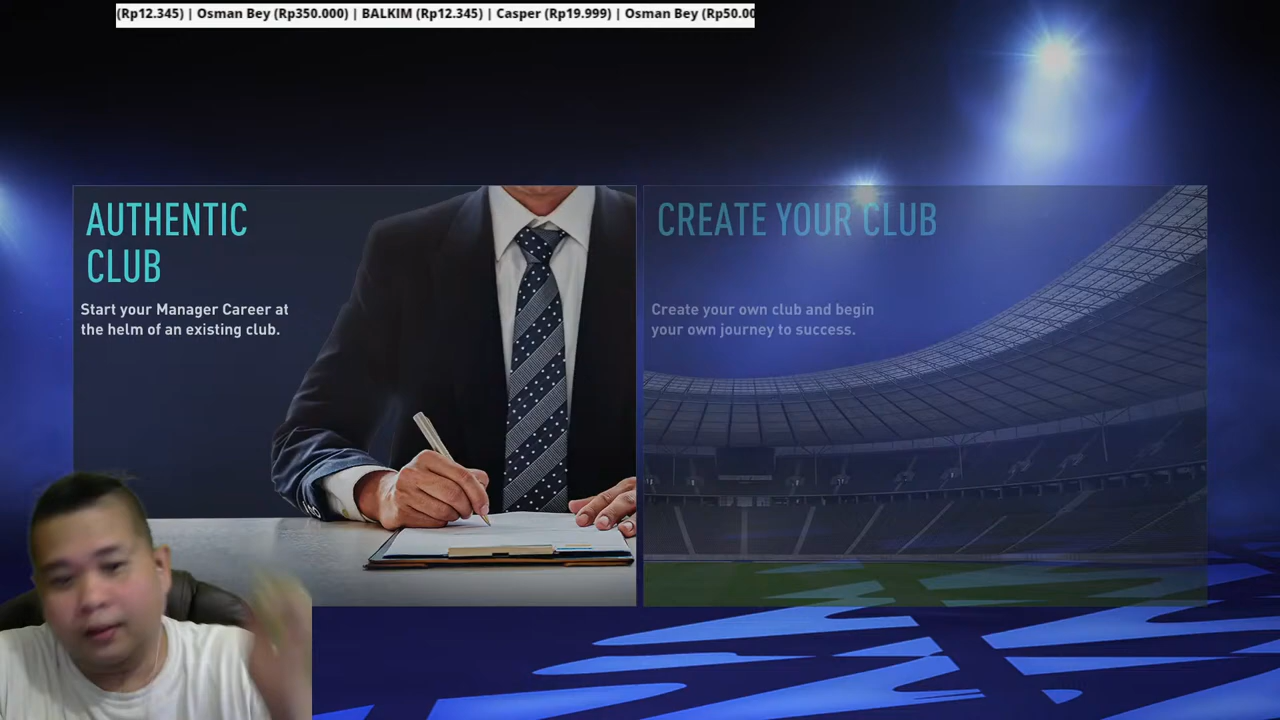 (Rp12.345) | Osman Bey (Rp350.000) | BALKIM (Rp12.345) | Casper (Rp19.999) | Osman Bey (Rp50.00
AUTHENTIC
CLUB
Start your Manager Career at
the helm of an existing club.
CREATE YOUR CLUB
Create your own club and begin
your own journey to success.